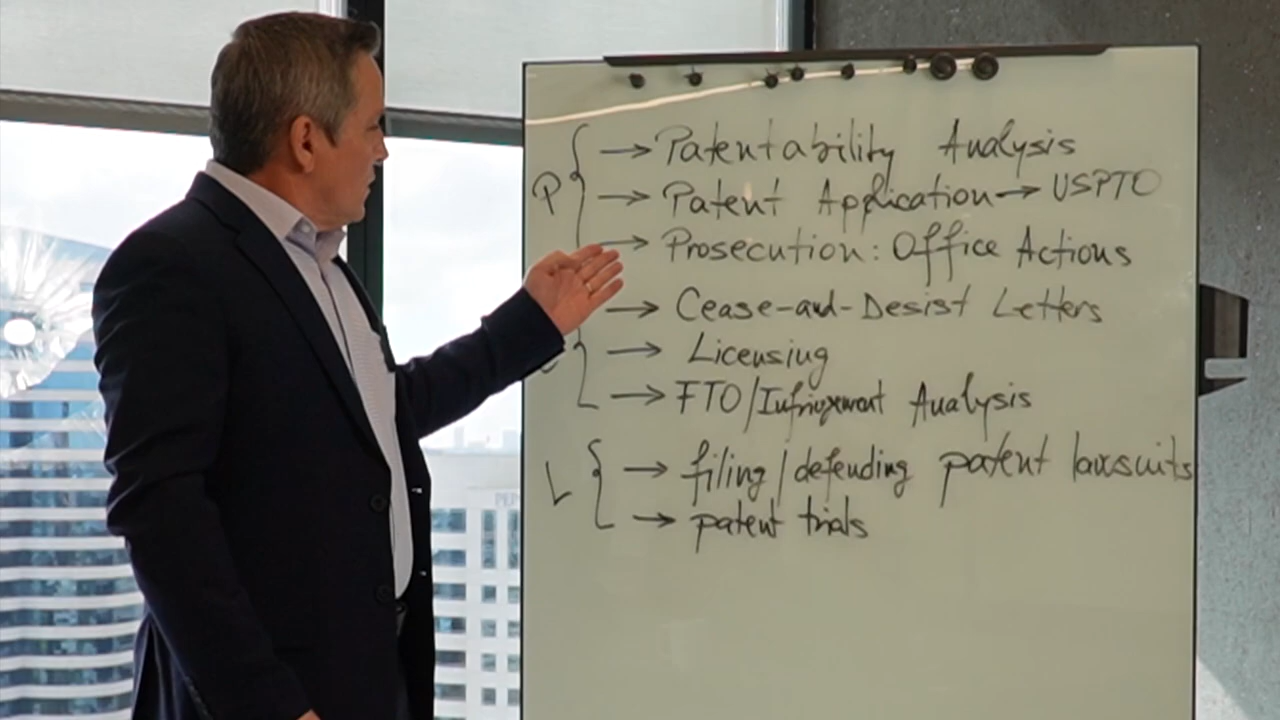 P { → Patentability Analysis
→ Patent Application → USPTO
→ Prosecution: Office Actions
→ Cease-and-Desist Letters
→ Licensing
→ FTO/Infringement Analysis
L { → filing/defending patent lawsuits
→ patent trials